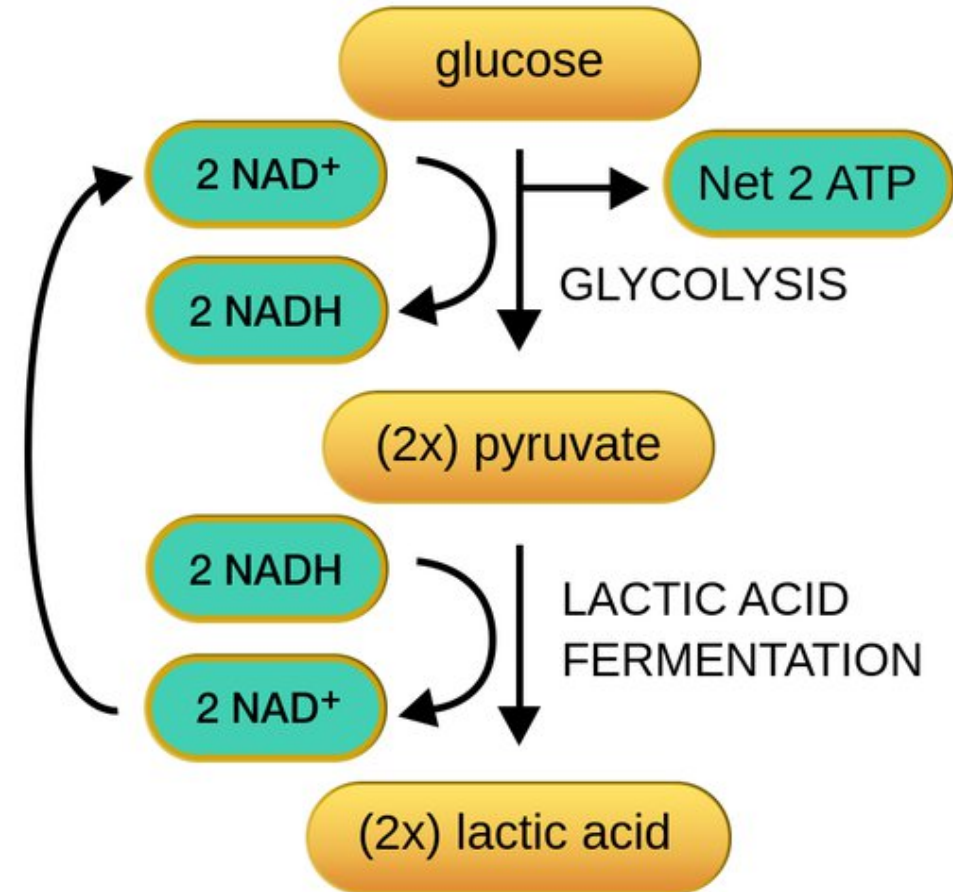 glucose
2 NAD⁺
Net 2 ATP
2 NADH
GLYCOLYSIS
(2x) pyruvate
2 NADH
LACTIC ACID
FERMENTATION
2 NAD⁺
(2x) lactic acid